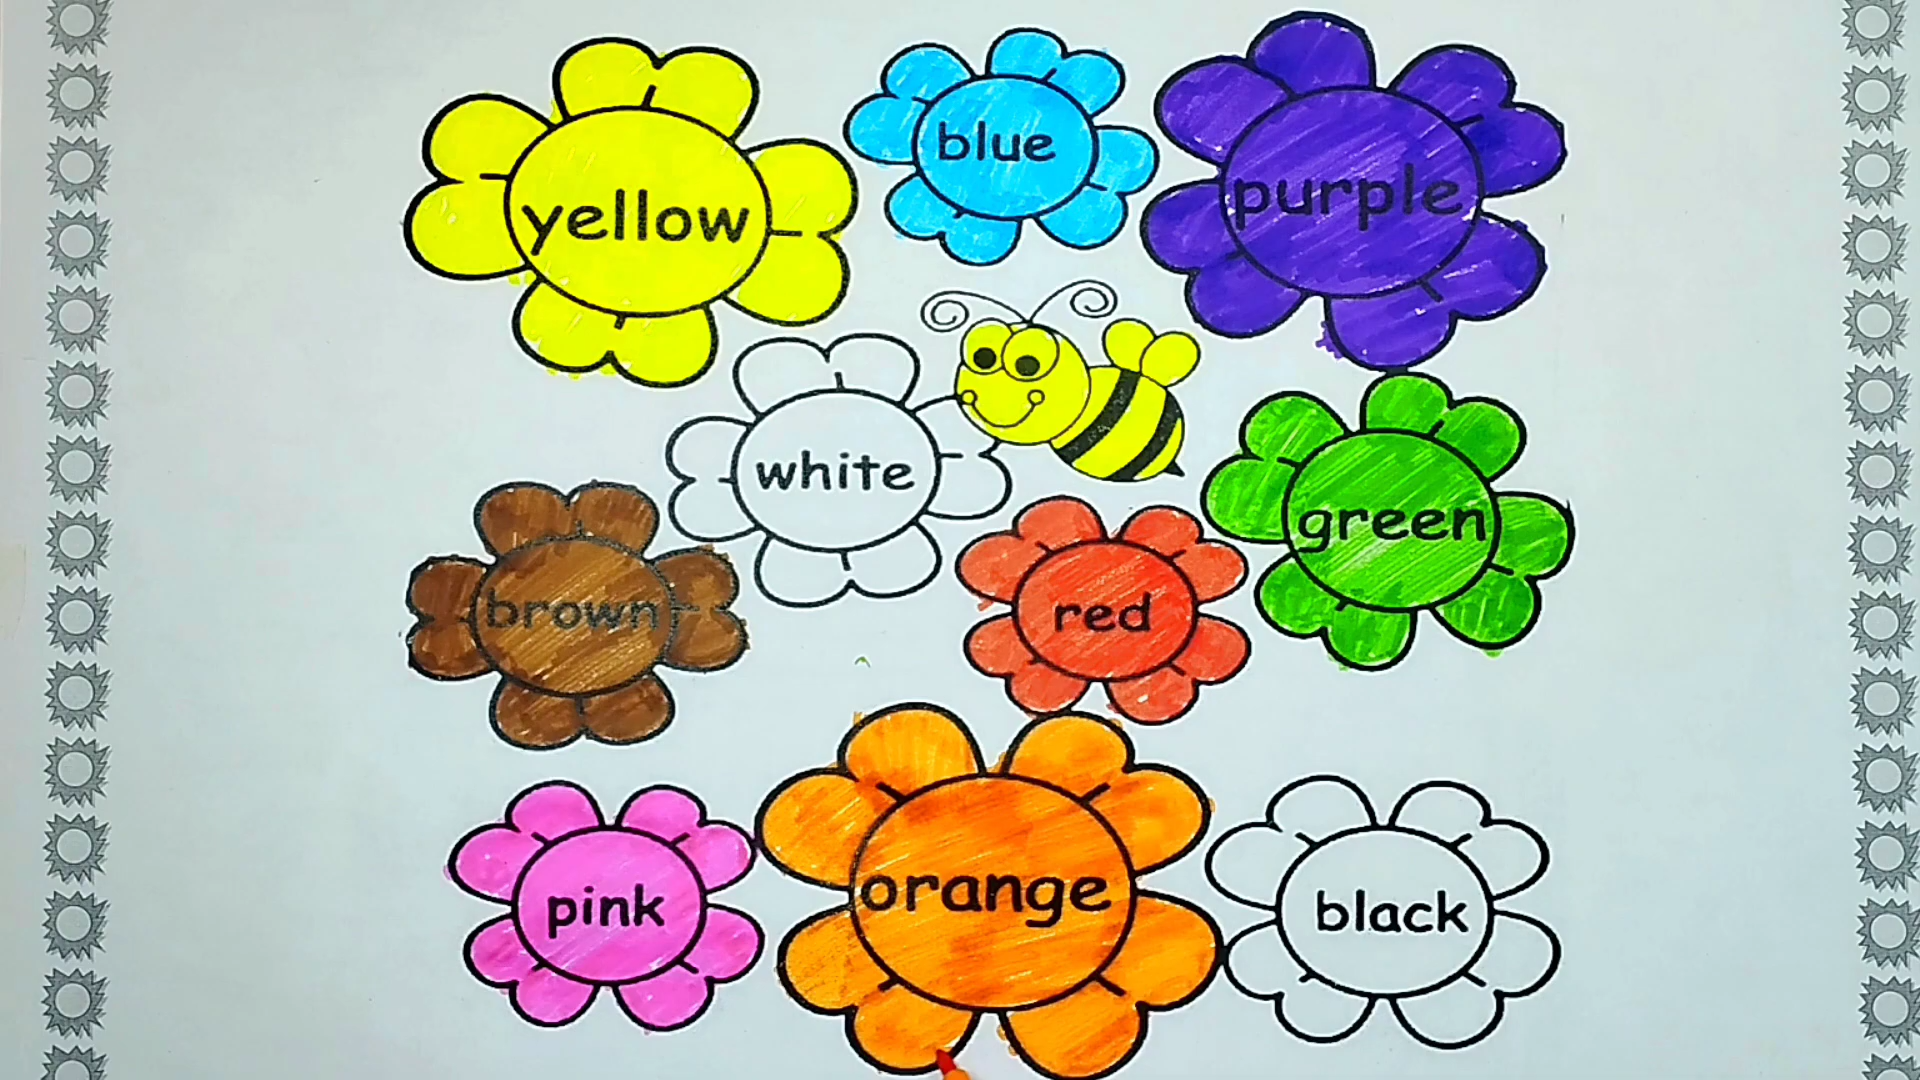 yellow
blue
purple
white
green
brown
red
pink
orange
black